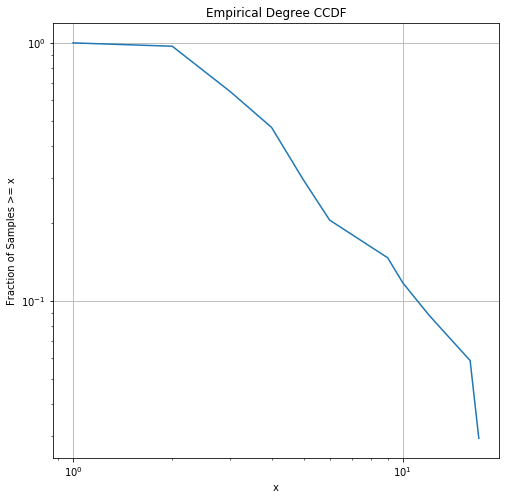 Empirical Degree CCDF
Fraction of Samples >= x
10⁰
10⁻¹
10⁰
10¹
x